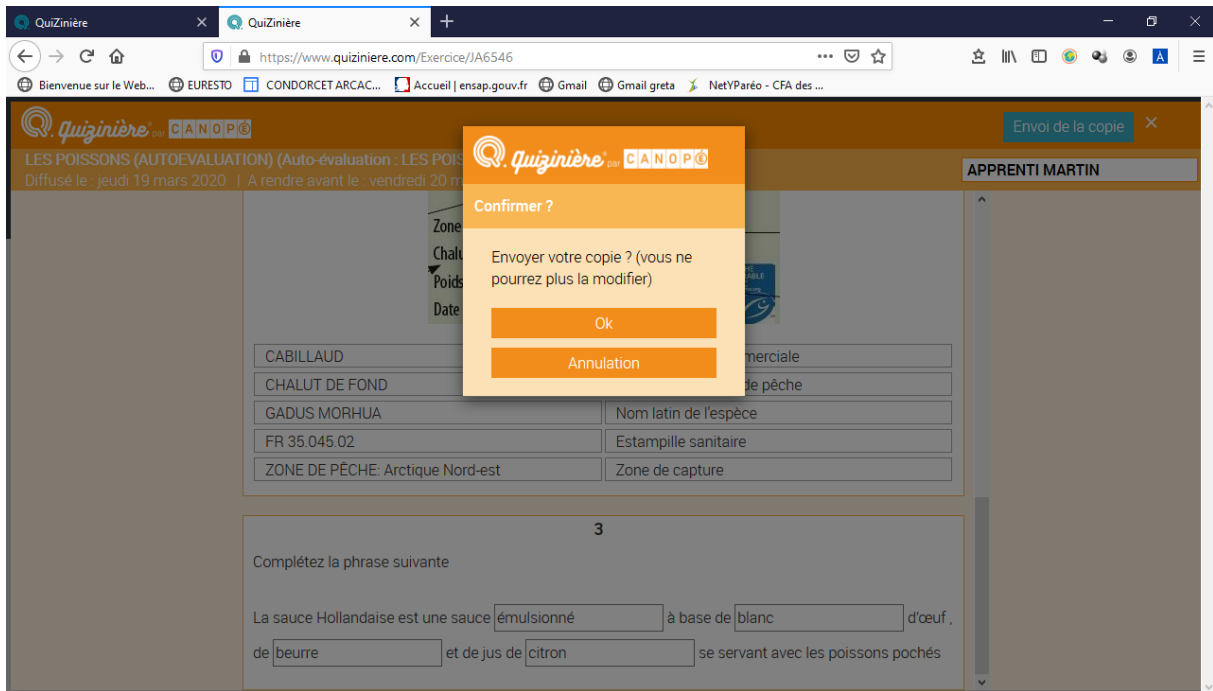 QuiZinière
QuiZinière
https://www.quiziniere.com/Exercice/JA6546
Bienvenue sur le Web...
EURESTO
CONDORCET ARCAC...
Accueil | ensap.gouv.fr
Gmail
Gmail greta
NetYParéo - CFA des ...
Quizinière par CANOPÉ
Envoi de la copie
LES POISSONS (AUTOEVALUATION) (Auto-évaluation : LES POIS
Diffusé le : jeudi 19 mars 2020 | A rendre avant le : vendredi 20 m
APPRENTI MARTIN
Quizinière par CANOPÉ
Confirmer ?
Envoyer votre copie ? (vous ne
pourrez plus la modifier)
Ok
Annulation
Zone
Chalu
Poids
Date
CABILLAUD
merciale
CHALUT DE FOND
de pêche
GADUS MORHUA
Nom latin de l'espèce
FR 35.045.02
Estampille sanitaire
ZONE DE PÊCHE: Arctique Nord-est
Zone de capture
3
Complétez la phrase suivante
La sauce Hollandaise est une sauce émulsionné à base de blanc d'œuf ,
de beurre et de jus de citron se servant avec les poissons pochés